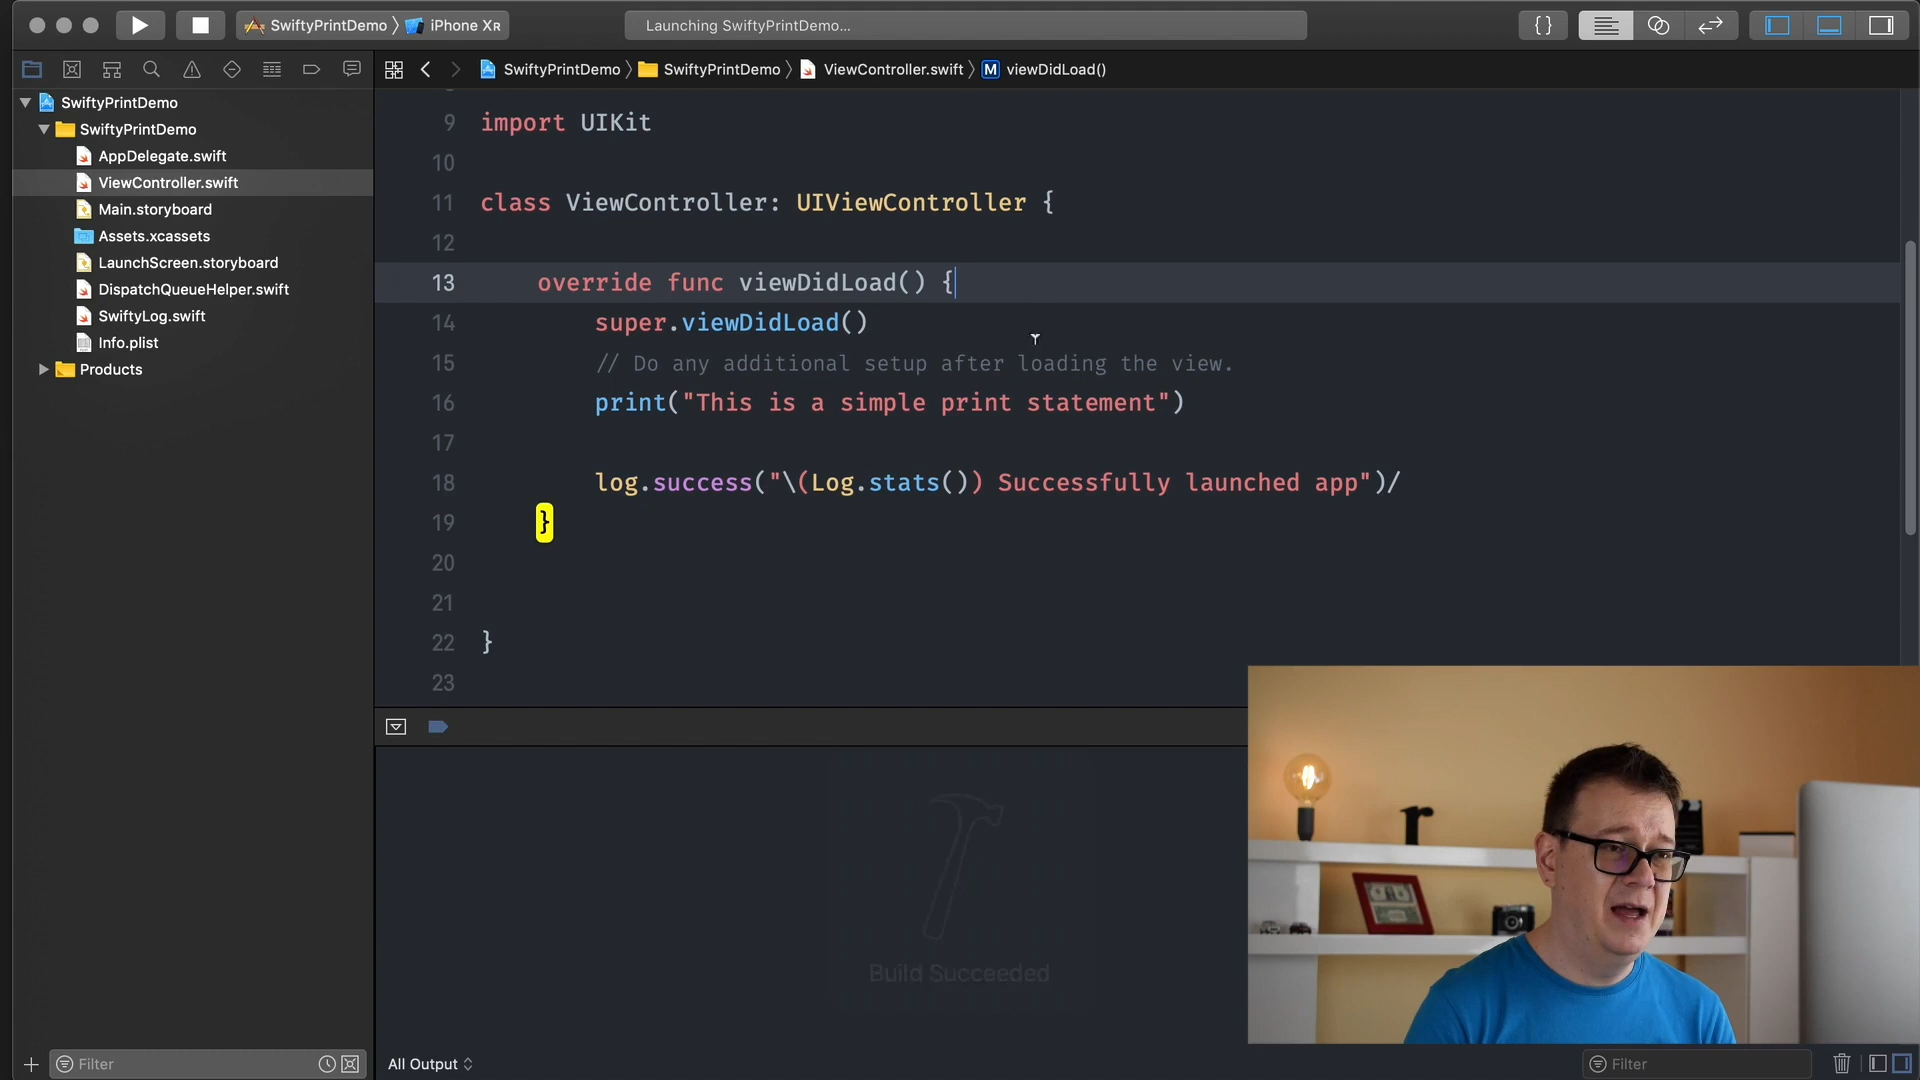 SwiftyPrintDemo 〉 iPhone XR
Launching SwiftyPrintDemo...
{}
SwiftyPrintDemo 〉 SwiftyPrintDemo 〉 ViewController.swift 〉 M viewDidLoad()
SwiftyPrintDemo
SwiftyPrintDemo
AppDelegate.swift
ViewController.swift
Main.storyboard
Assets.xcassets
LaunchScreen.storyboard
DispatchQueueHelper.swift
SwiftyLog.swift
Info.plist
Products
9 import UIKit
10
11 class ViewController: UIViewController {
12
13 override func viewDidLoad() {
14 super.viewDidLoad()
15 // Do any additional setup after loading the view.
16 print("This is a simple print statement")
17
18 log.success("\(Log.stats()) Successfully launched app")/
19 }
20
21
22 }
23
Build Succeeded
Filter
All Output
Filter